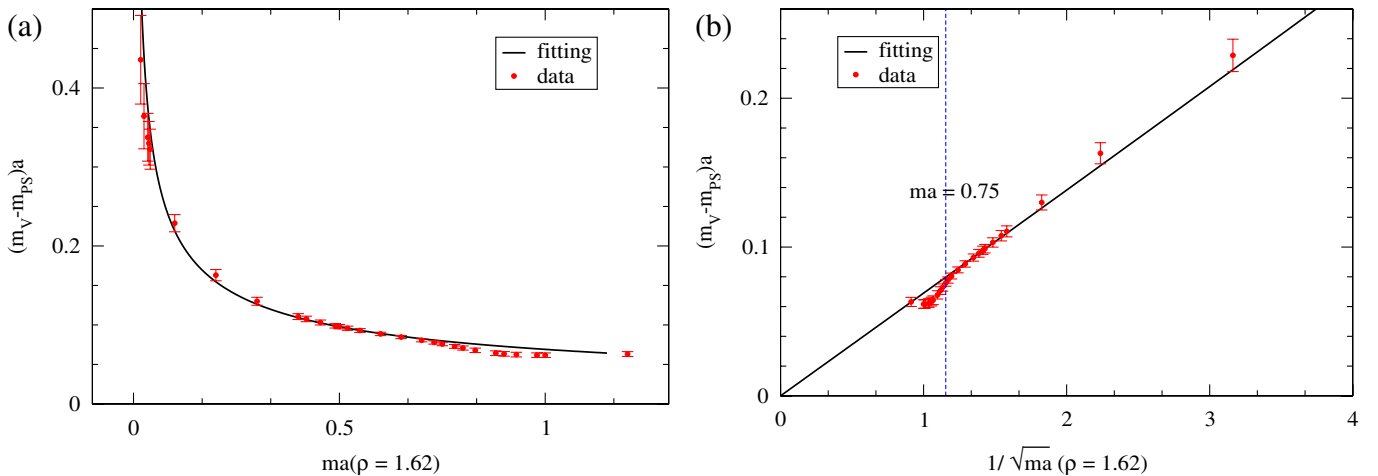 (a)
0.4
0.2
0
0
0.5
1
(m_V-m_PS)a
ma(ρ = 1.62)
fitting
data
(b)
0.2
0.1
0
0
1
2
3
4
(m_V-m_PS)a
1/ √ma (ρ = 1.62)
fitting
data
ma = 0.75